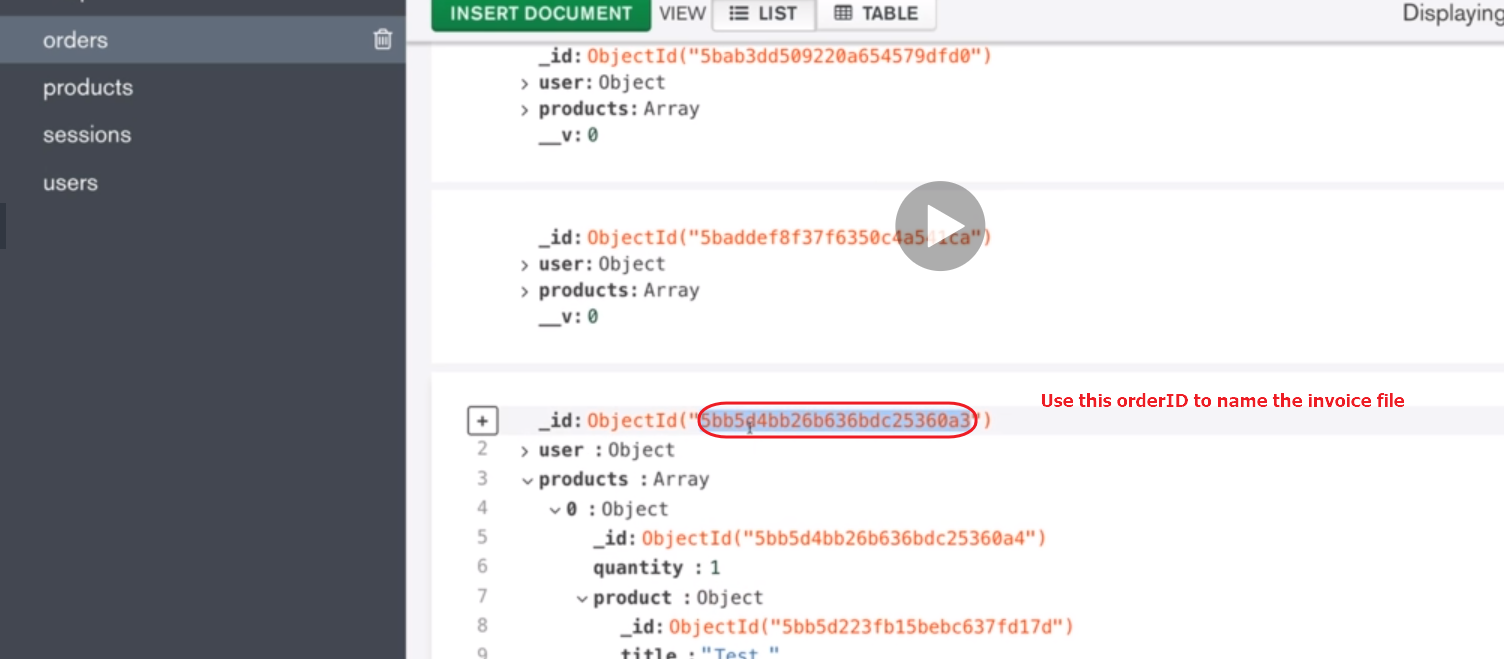 INSERT DOCUMENT VIEW LIST TABLE Displaying
orders
products
sessions
users
_id: ObjectId("5bab3dd509220a654579dfd0")
> user: Object
> products: Array
__v: 0
_id: ObjectId("5baddef8f37f6350c4a541ca")
> user: Object
> products: Array
__v: 0
Use this orderID to name the invoice file
_id: ObjectId("5bb5d4bb26b636bdc25360a3")
2 > user : Object
3 products : Array
4 0 : Object
5 _id: ObjectId("5bb5d4bb26b636bdc25360a4")
6 quantity : 1
7 product : Object
8 _id: ObjectId("5bb5d223fb15bebc637fd17d")
9 title : "Test "